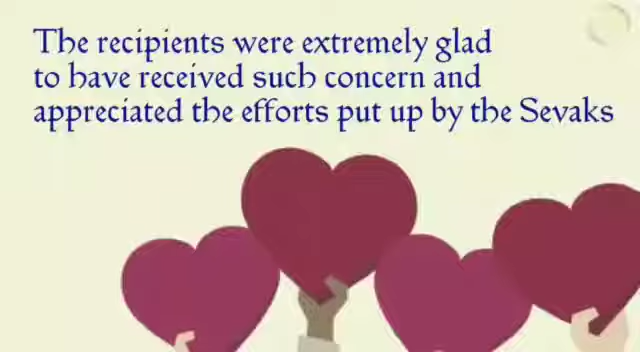 The recipients were extremely glad
to have received such concern and
appreciated the efforts put up by the Sevaks